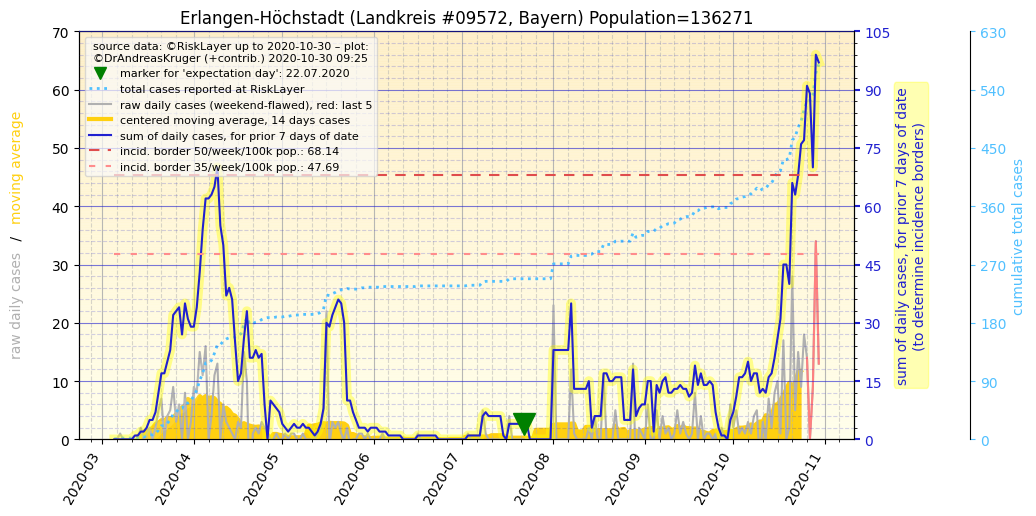 Erlangen-Höchstadt (Landkreis #09572, Bayern) Population=136271
source data: ©RiskLayer up to 2020-10-30 – plot:
©DrAndreasKruger (+contrib.) 2020-10-30 09:25
marker for 'expectation day': 22.07.2020
total cases reported at RiskLayer
raw daily cases (weekend-flawed), red: last 5
centered moving average, 14 days cases
sum of daily cases, for prior 7 days of date
incid. border 50/week/100k pop.: 68.14
incid. border 35/week/100k pop.: 47.69
raw daily cases / moving average
70
60
50
40
30
20
10
0
105
90
75
60
45
30
15
0
sum of daily cases, for prior 7 days of date
(to determine incidence borders)
630
540
450
360
270
180
90
0
cumulative total cases
2020-03
2020-04
2020-05
2020-06
2020-07
2020-08
2020-09
2020-10
2020-11